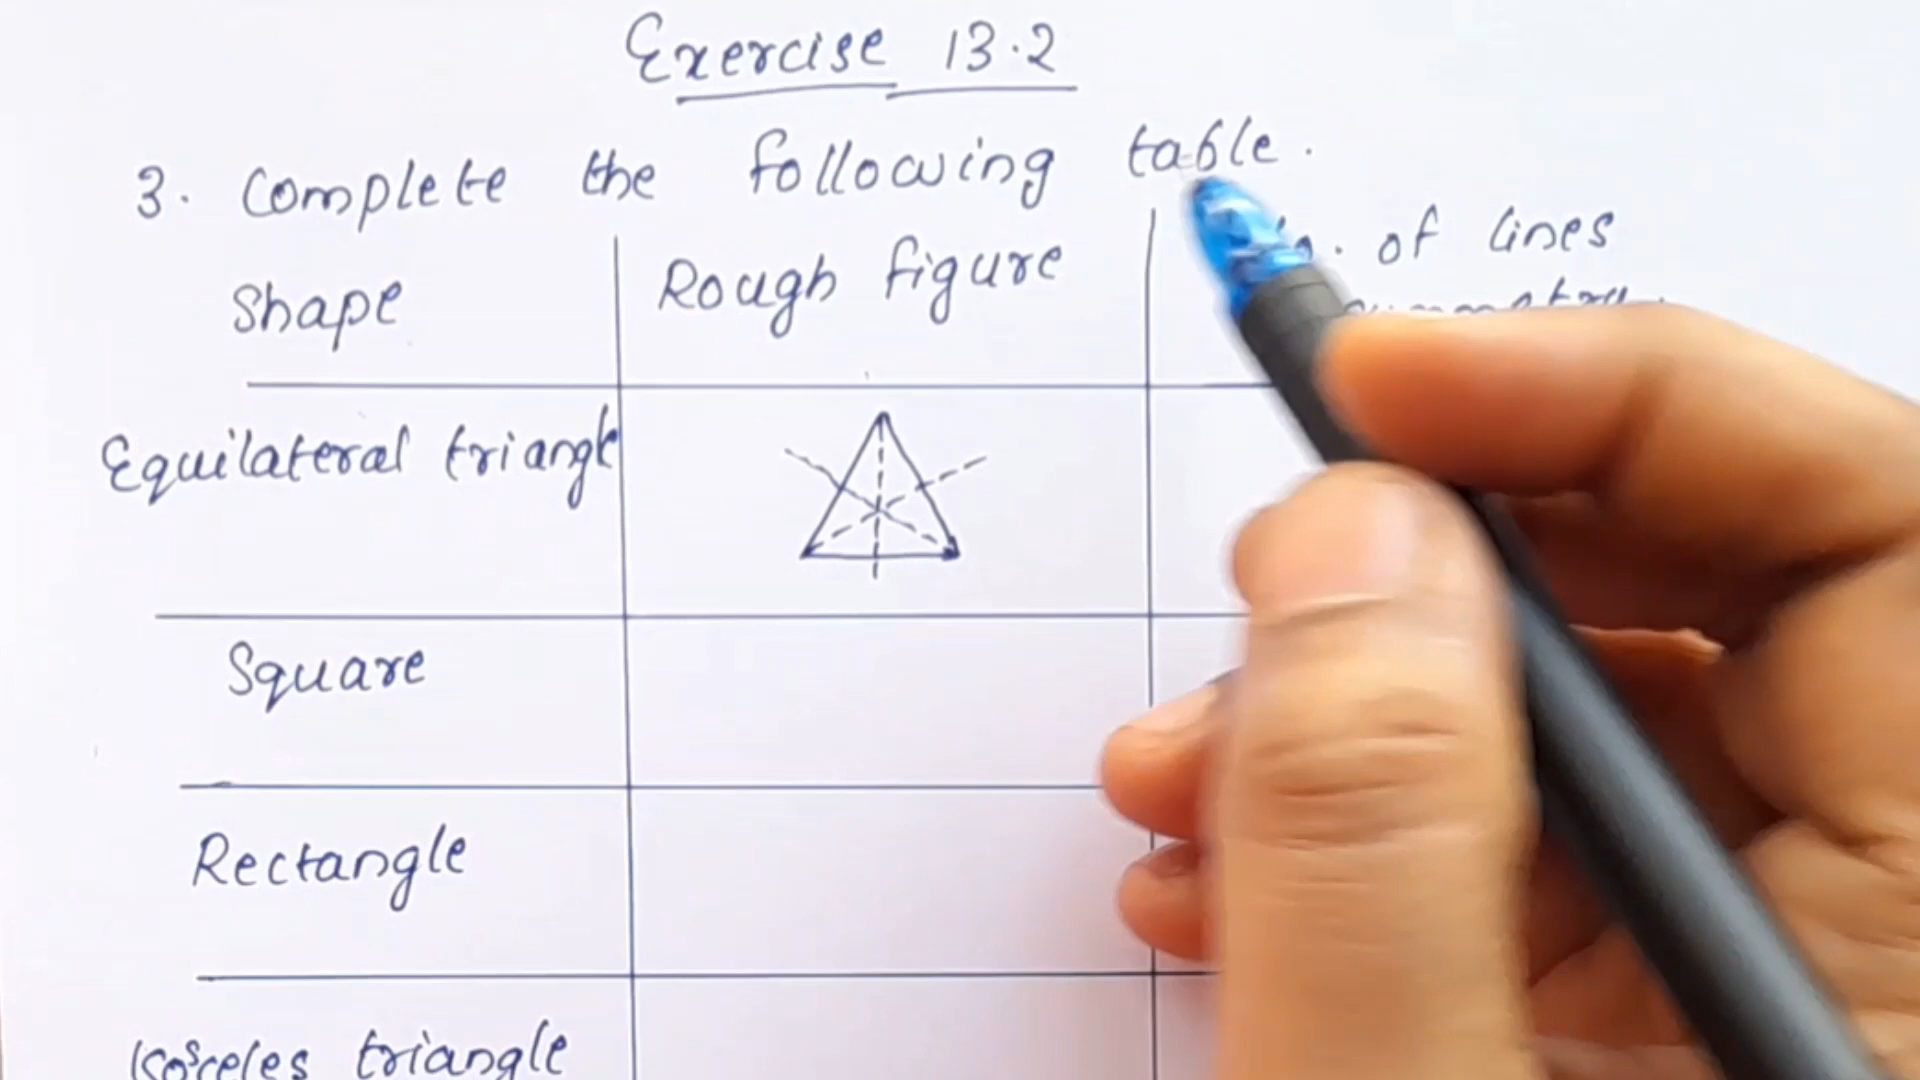 Exercise 13.2
3. Complete the following table.
Shape
Rough figure
of lines
Equilateral triangle
Square
Rectangle
Isosceles triangle